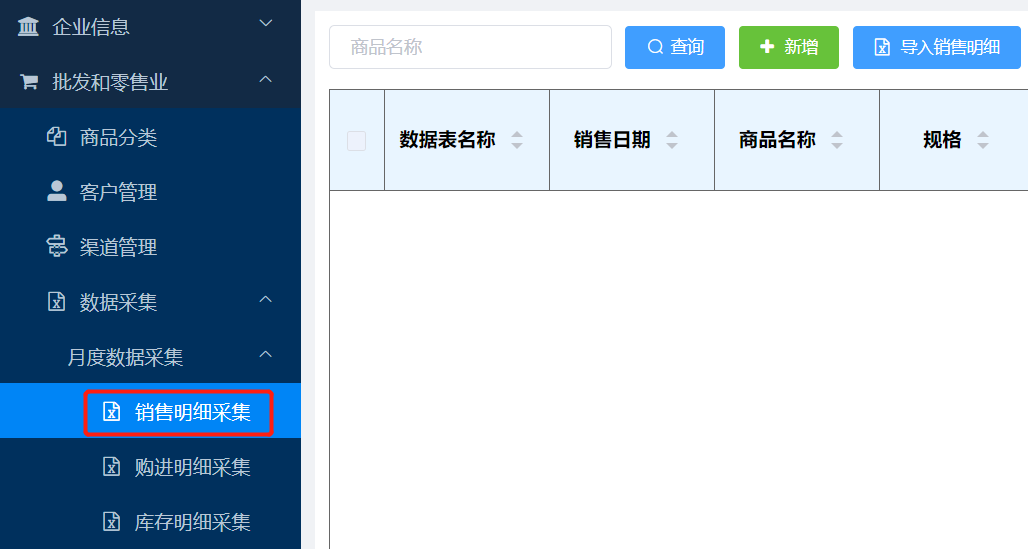 企业信息
批发和零售业
商品分类
客户管理
渠道管理
数据采集
月度数据采集
销售明细采集
购进明细采集
库存明细采集
商品名称 查询 新增 导入销售明细
数据表名称 销售日期 商品名称 规格